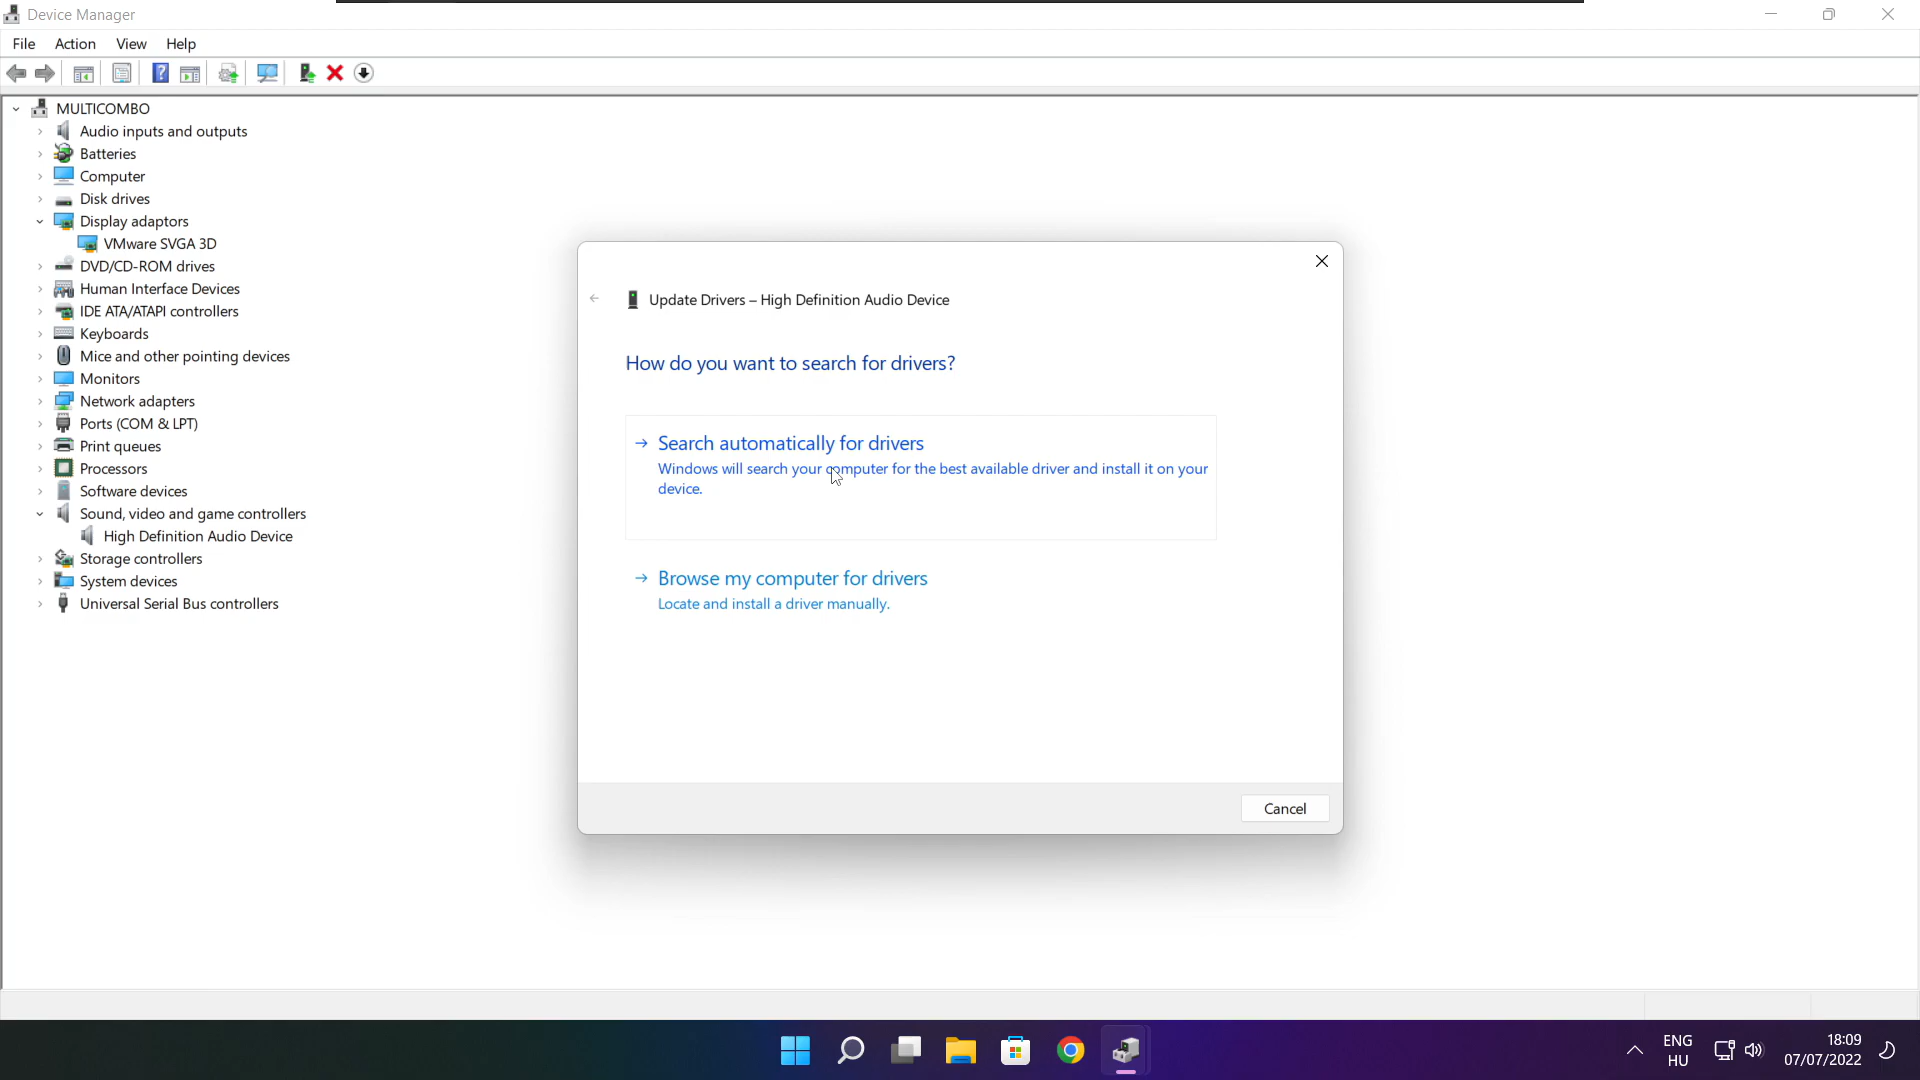 Device Manager
File Action View Help
MULTICOMBO
Audio inputs and outputs
Batteries
Computer
Disk drives
Display adaptors
VMware SVGA 3D
DVD/CD-ROM drives
Human Interface Devices
IDE ATA/ATAPI controllers
Keyboards
Mice and other pointing devices
Monitors
Network adapters
Ports (COM & LPT)
Print queues
Processors
Software devices
Sound, video and game controllers
High Definition Audio Device
Storage controllers
System devices
Universal Serial Bus controllers
Update Drivers – High Definition Audio Device
How do you want to search for drivers?
Search automatically for drivers
Windows will search your computer for the best available driver and install it on your
device.
Browse my computer for drivers
Locate and install a driver manually.
Cancel
ENG
HU
18:09
07/07/2022